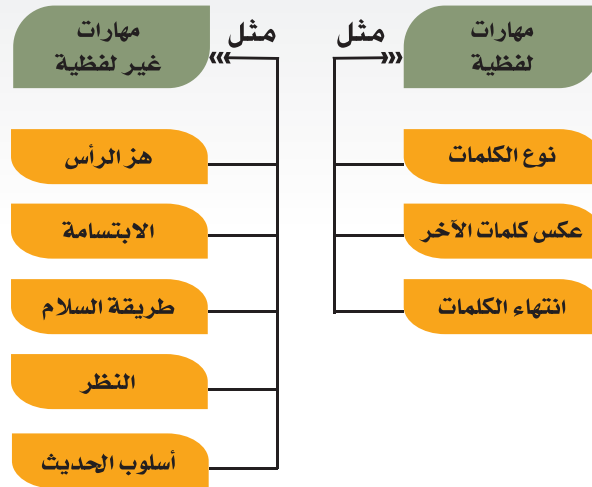 مهارات
لفظية
مثل
نوع الكلمات
عكس كلمات الآخر
انتهاء الكلمات
مهارات
غير لفظية
مثل
هز الرأس
الابتسامة
طريقة السلام
النظر
أسلوب الحديث